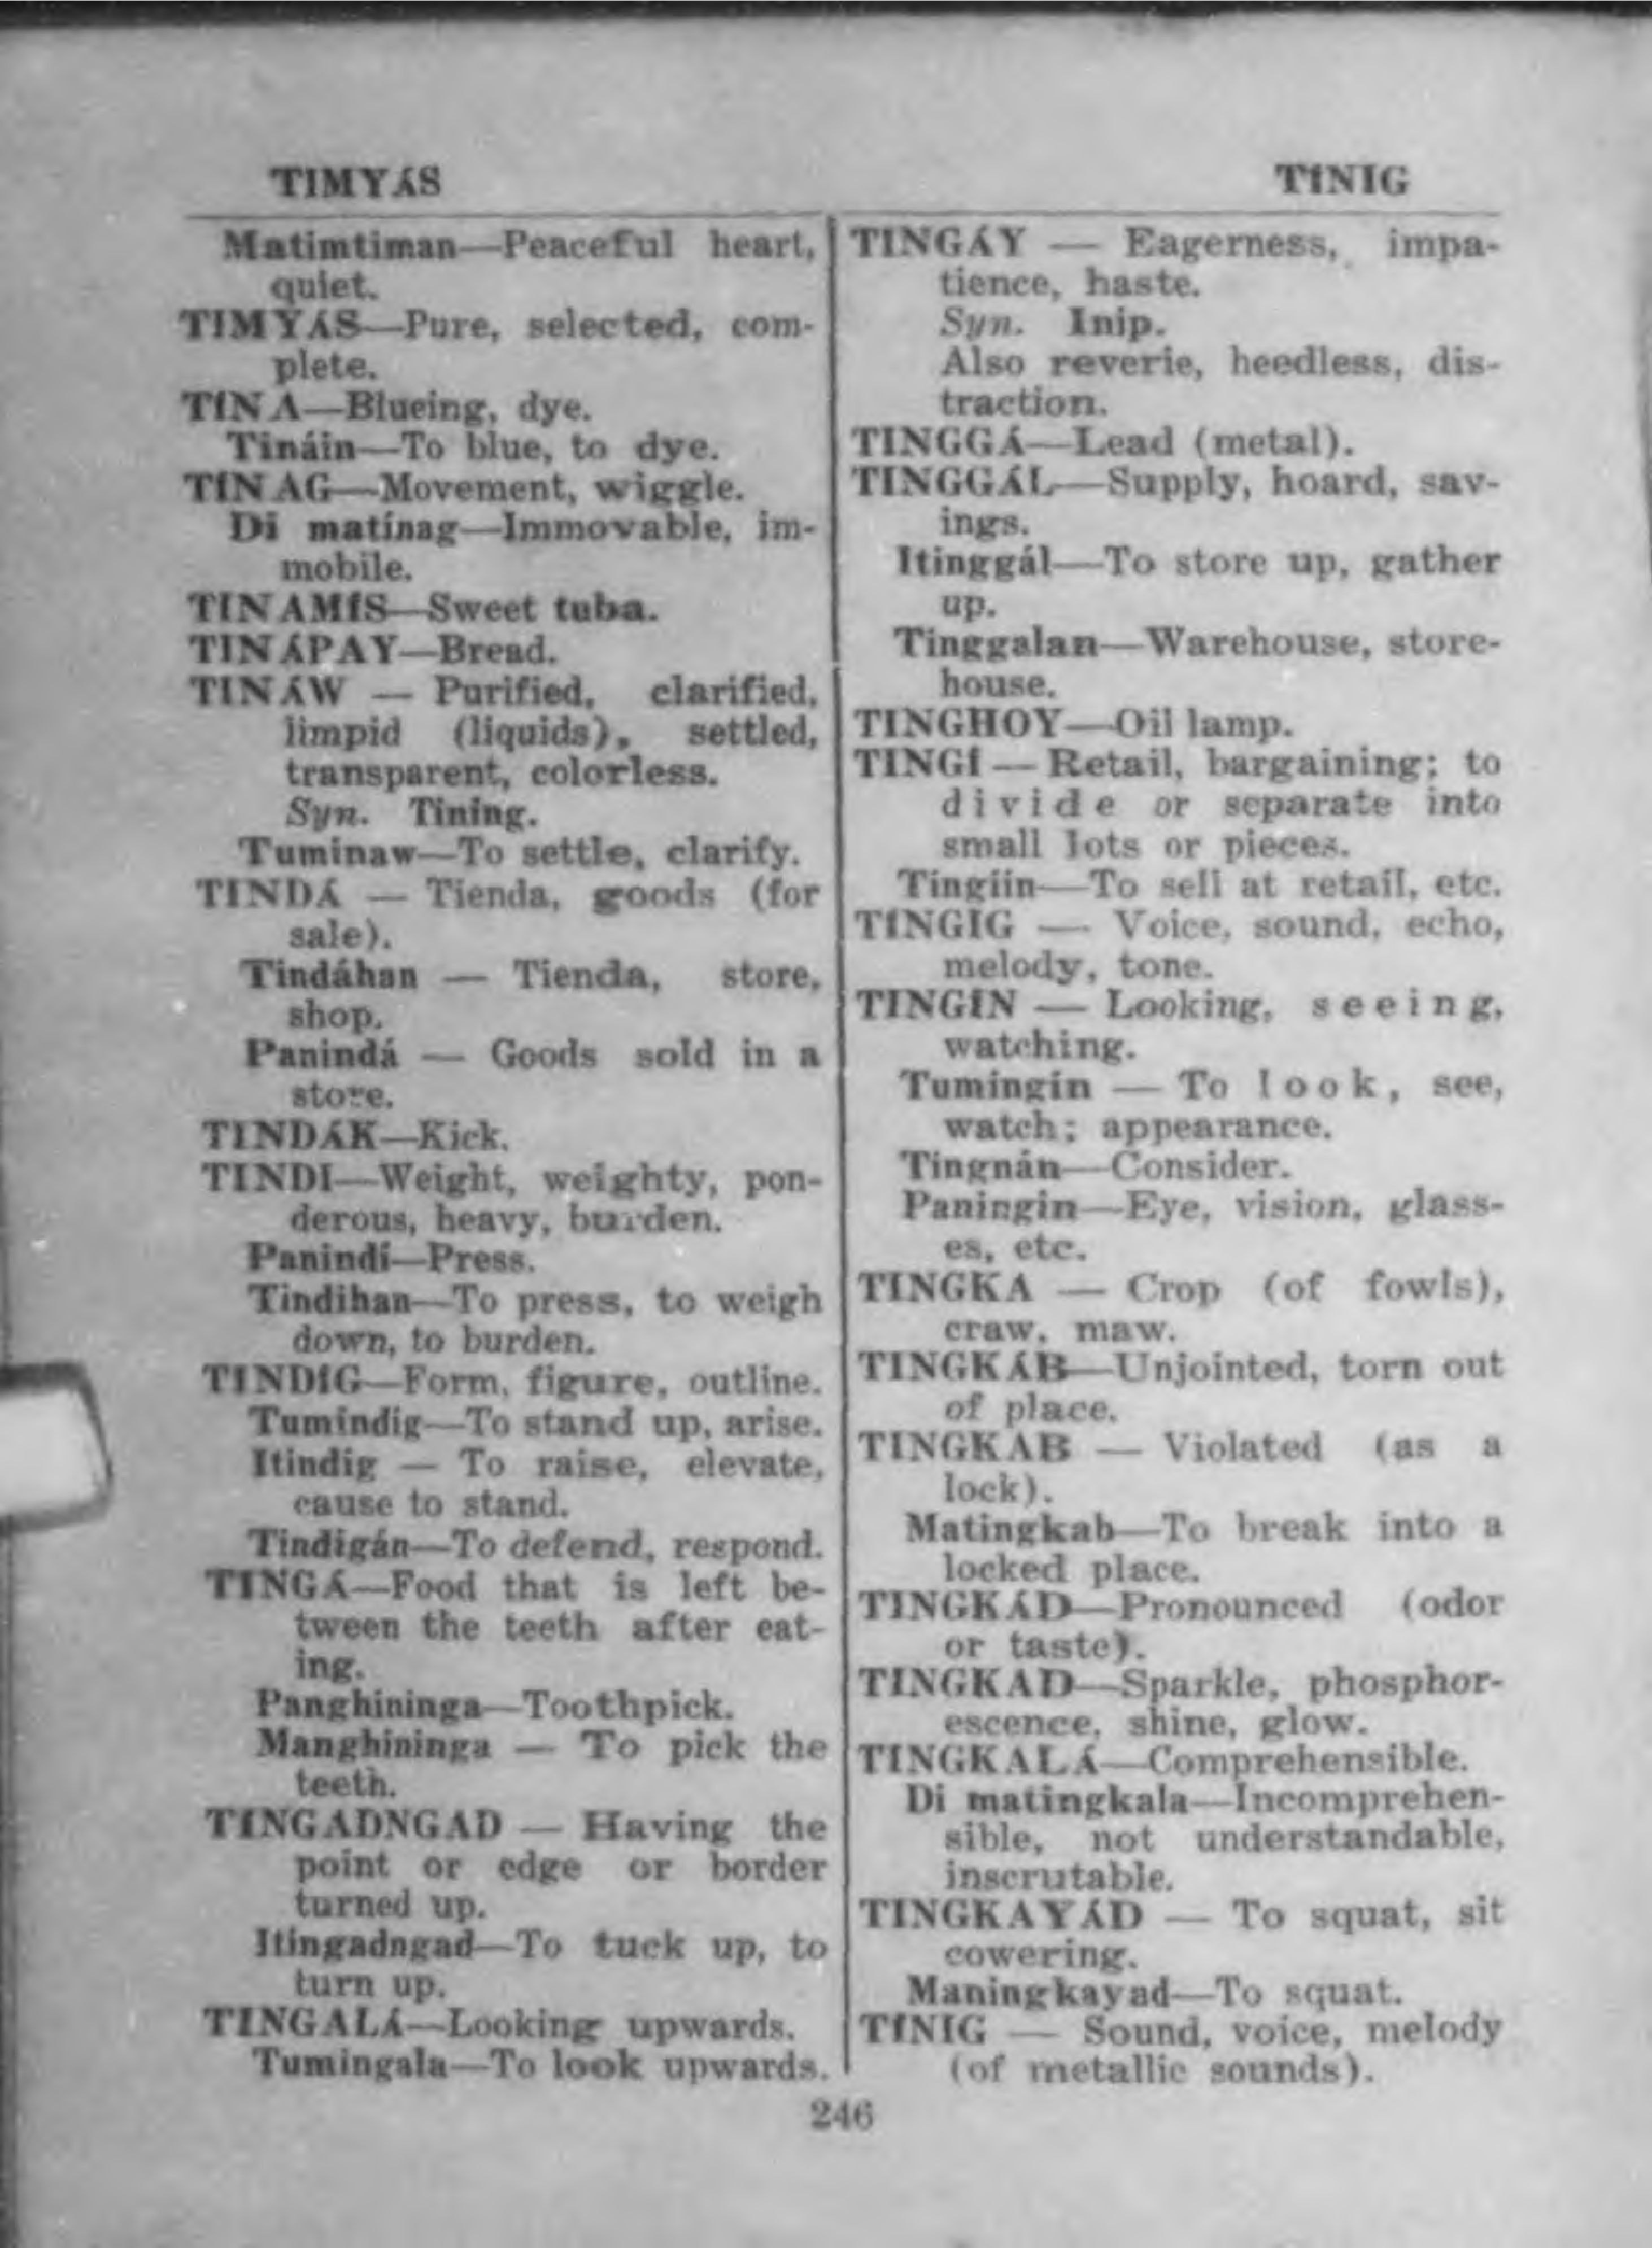 TIMYÁS
TÍNIG
Matimtiman—Peaceful heart,
quiet.
TIMYÁS—Pure, selected, com-
plete.
TÍNA—Blueing, dye.
Tináin—To blue, to dye.
TÍNAG—Movement, wiggle.
Di matínag—Immovable, im-
mobile.
TINAMÍS—Sweet tuba.
TINÁPAY—Bread.
TINÁW — Purified, clarified,
limpid (liquids), settled,
transparent, colorless.
Syn. Tining.
Tuminaw—To settle, clarify.
TINDÁ — Tienda, goods (for
sale).
Tindáhan — Tienda, store,
shop.
Panindá — Goods sold in a
store.
TINDÁK—Kick.
TINDI—Weight, weighty, pon-
derous, heavy, burden.
Panindí—Press.
Tindihan—To press, to weigh
down, to burden.
TINDÍG—Form, figure, outline.
Tumindig—To stand up, arise.
Itindig — To raise, elevate,
cause to stand.
Tindigán—To defend, respond.
TINGÁ—Food that is left be-
tween the teeth after eat-
ing.
Panghininga—Toothpick.
Manghininga — To pick the
teeth.
TINGADNGAD — Having the
point or edge or border
turned up.
Itingadngad—To tuck up, to
turn up.
TINGALÁ—Looking upwards.
Tumingala—To look upwards.
TINGÁY — Eagerness, impa-
tience, haste.
Syn. Inip.
Also reverie, heedless, dis-
traction.
TINGGÁ—Lead (metal).
TINGGÁL—Supply, hoard, sav-
ings.
Itinggál—To store up, gather
up.
Tinggalan—Warehouse, store-
house.
TINGHOY—Oil lamp.
TINGÍ — Retail, bargaining; to
divide or separate into
small lots or pieces.
Tingiin—To sell at retail, etc.
TÍNGIG — Voice, sound, echo,
melody, tone.
TINGÍN — Looking, seeing,
watching.
Tumingin — To look, see,
watch; appearance.
Tingnán—Consider.
Paningin—Eye, vision, glass-
es, etc.
TINGKA — Crop (of fowls),
craw, maw.
TINGKÁB—Unjointed, torn out
of place.
TINGKAB — Violated (as a
lock).
Matingkab—To break into a
locked place.
TINGKÁD—Pronounced (odor
or taste).
TINGKAD—Sparkle, phosphor-
escence, shine, glow.
TINGKALÁ—Comprehensible.
Di matingkala—Incomprehen-
sible, not understandable,
inscrutable.
TINGKAYÁD — To squat, sit
cowering.
Maningkayad—To squat.
TÍNIG — Sound, voice, melody
(of metallic sounds).
246